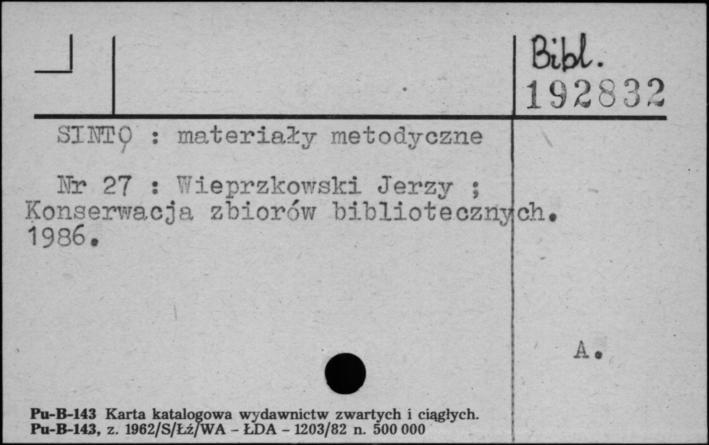 Bibl.
192832
SINTO : materiały metodyczne
Nr 27 : Wieprzkowski Jerzy ;
Konserwacja zbiorów bibliotecznych.
1986.
A.
Pu-B-143 Karta katalogowa wydawnictw zwartych i ciągłych.
Pu-B-143, z. 1962/S/Łź/WA - ŁDA - 1203/82 n. 500 000